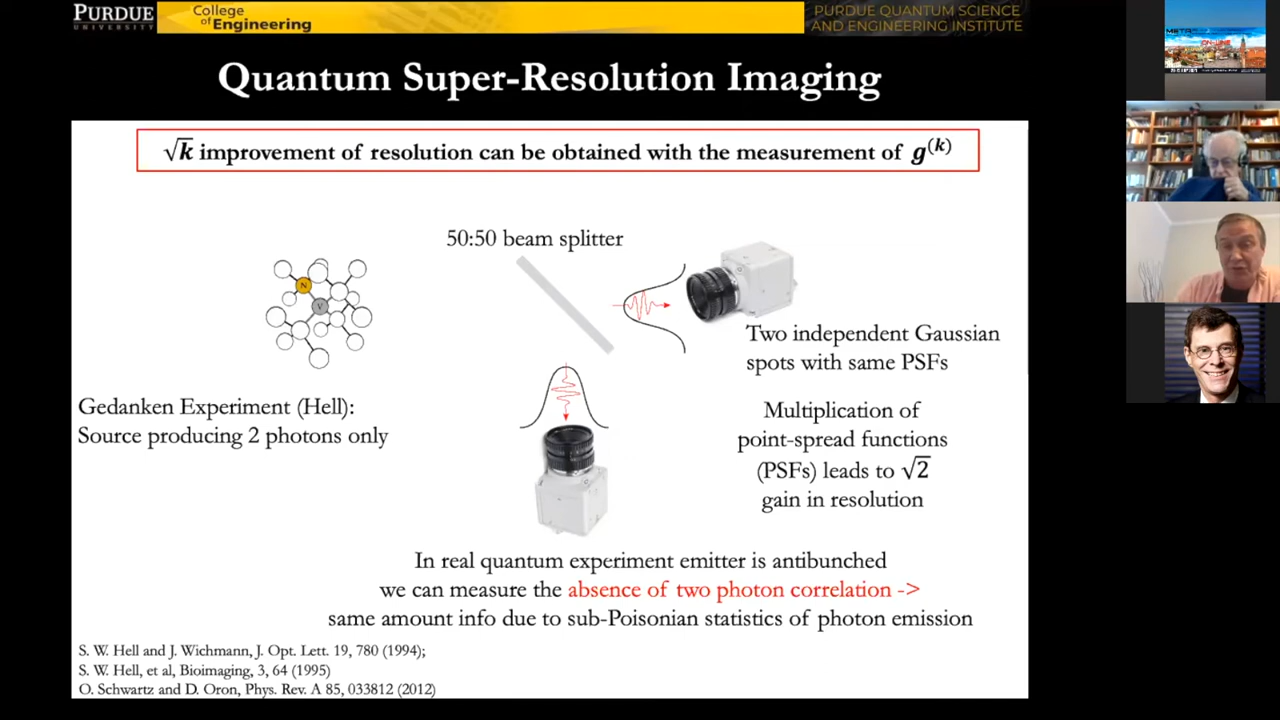 PURDUE
UNIVERSITY
College
of Engineering
PURDUE QUANTUM SCIENCE
AND ENGINEERING INSTITUTE
Quantum Super-Resolution Imaging
√k improvement of resolution can be obtained with the measurement of g^(k)
50:50 beam splitter
N
V
Two independent Gaussian
spots with same PSFs
Gedanken Experiment (Hell):
Source producing 2 photons only
Multiplication of
point-spread functions
(PSFs) leads to √2
gain in resolution
In real quantum experiment emitter is antibunched
we can measure the absence of two photon correlation ->
same amount info due to sub-Poisonian statistics of photon emission
S. W. Hell and J. Wichmann, J. Opt. Lett. 19, 780 (1994);
S. W. Hell, et al, Bioimaging, 3, 64 (1995)
O. Schwartz and D. Oron, Phys. Rev. A 85, 033812 (2012)
ON-LINE